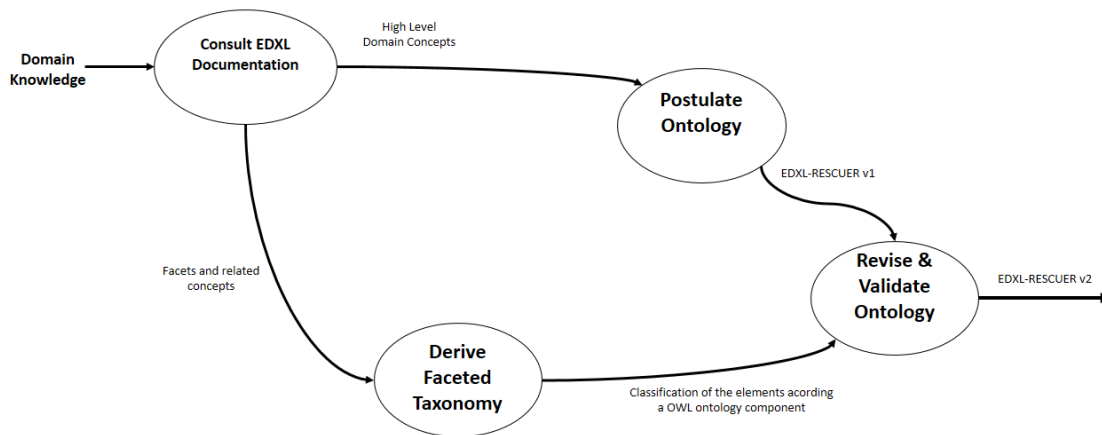 Domain
Knowledge
Consult EDXL
Documentation
High Level
Domain Concepts
Postulate
Ontology
EDXL-RESCUER v1
Facets and related
concepts
Revise &
Validate
Ontology
EDXL-RESCUER v2
Derive
Faceted
Taxonomy
Classification of the elements acording
a OWL ontology component